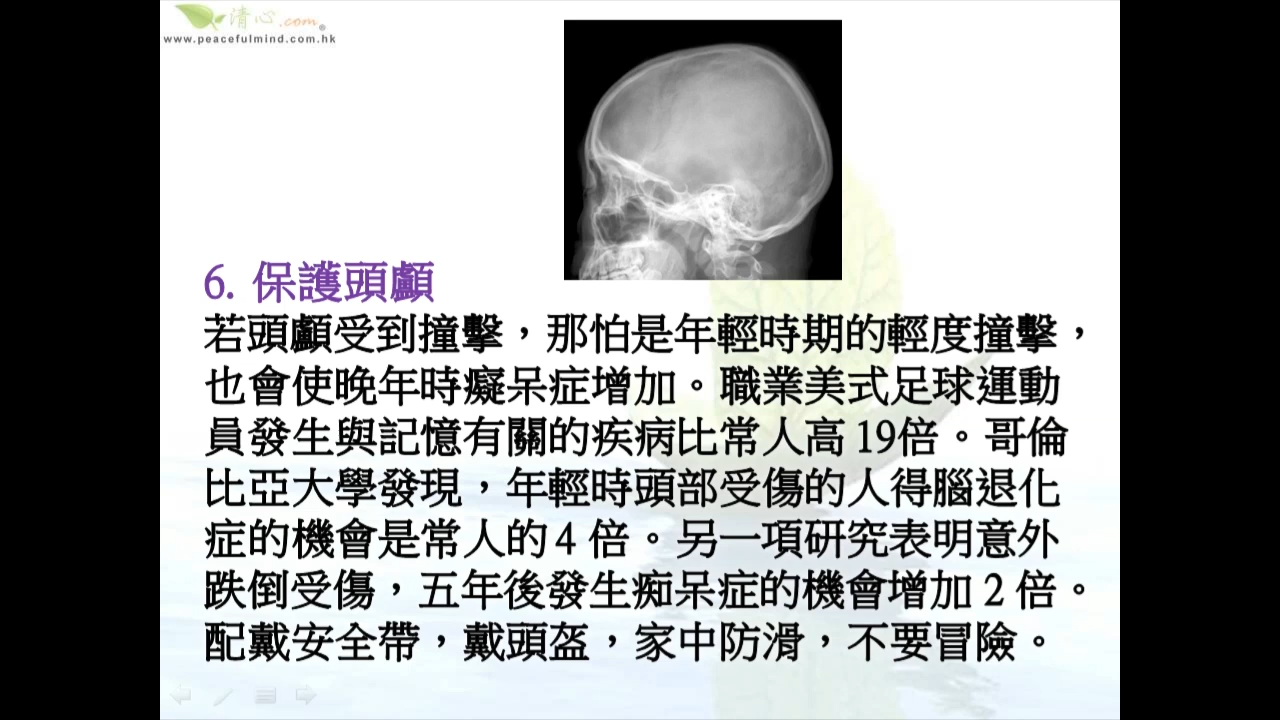 清心.com®
www.peacefulmind.com.hk
6. 保護頭顱
若頭顱受到撞擊，那怕是年輕時期的輕度撞擊，
也會使晚年時癡呆症增加。職業美式足球運動
員發生與記憶有關的疾病比常人高 19倍。哥倫
比亞大學發現，年輕時頭部受傷的人得腦退化
症的機會是常人的 4 倍。另一項研究表明意外
跌倒受傷，五年後發生痴呆症的機會增加 2 倍。
配戴安全帶，戴頭盔，家中防滑，不要冒險。